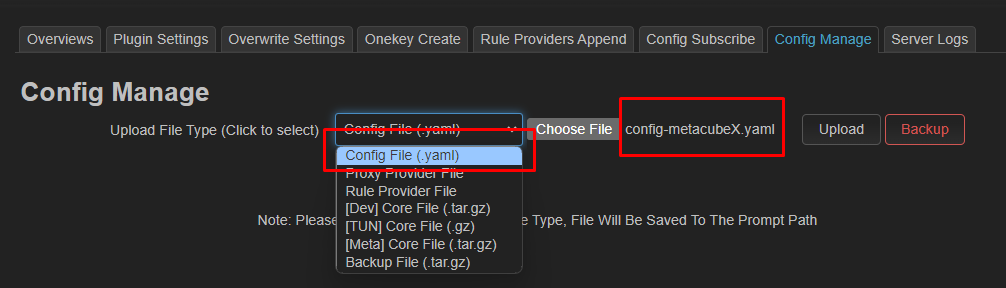 Overviews Plugin Settings Overwrite Settings Onekey Create Rule Providers Append Config Subscribe Config Manage Server Logs
Config Manage
Upload File Type (Click to select) Config File (.yaml) Choose File config-metacubeX.yaml Upload Backup
Config File (.yaml)
Proxy Provider File
Rule Provider File
[Dev] Core File (.tar.gz)
Note: Please e Type, File Will Be Saved To The Prompt Path
[TUN] Core File (.gz)
[Meta] Core File (.tar.gz)
Backup File (.tar.gz)